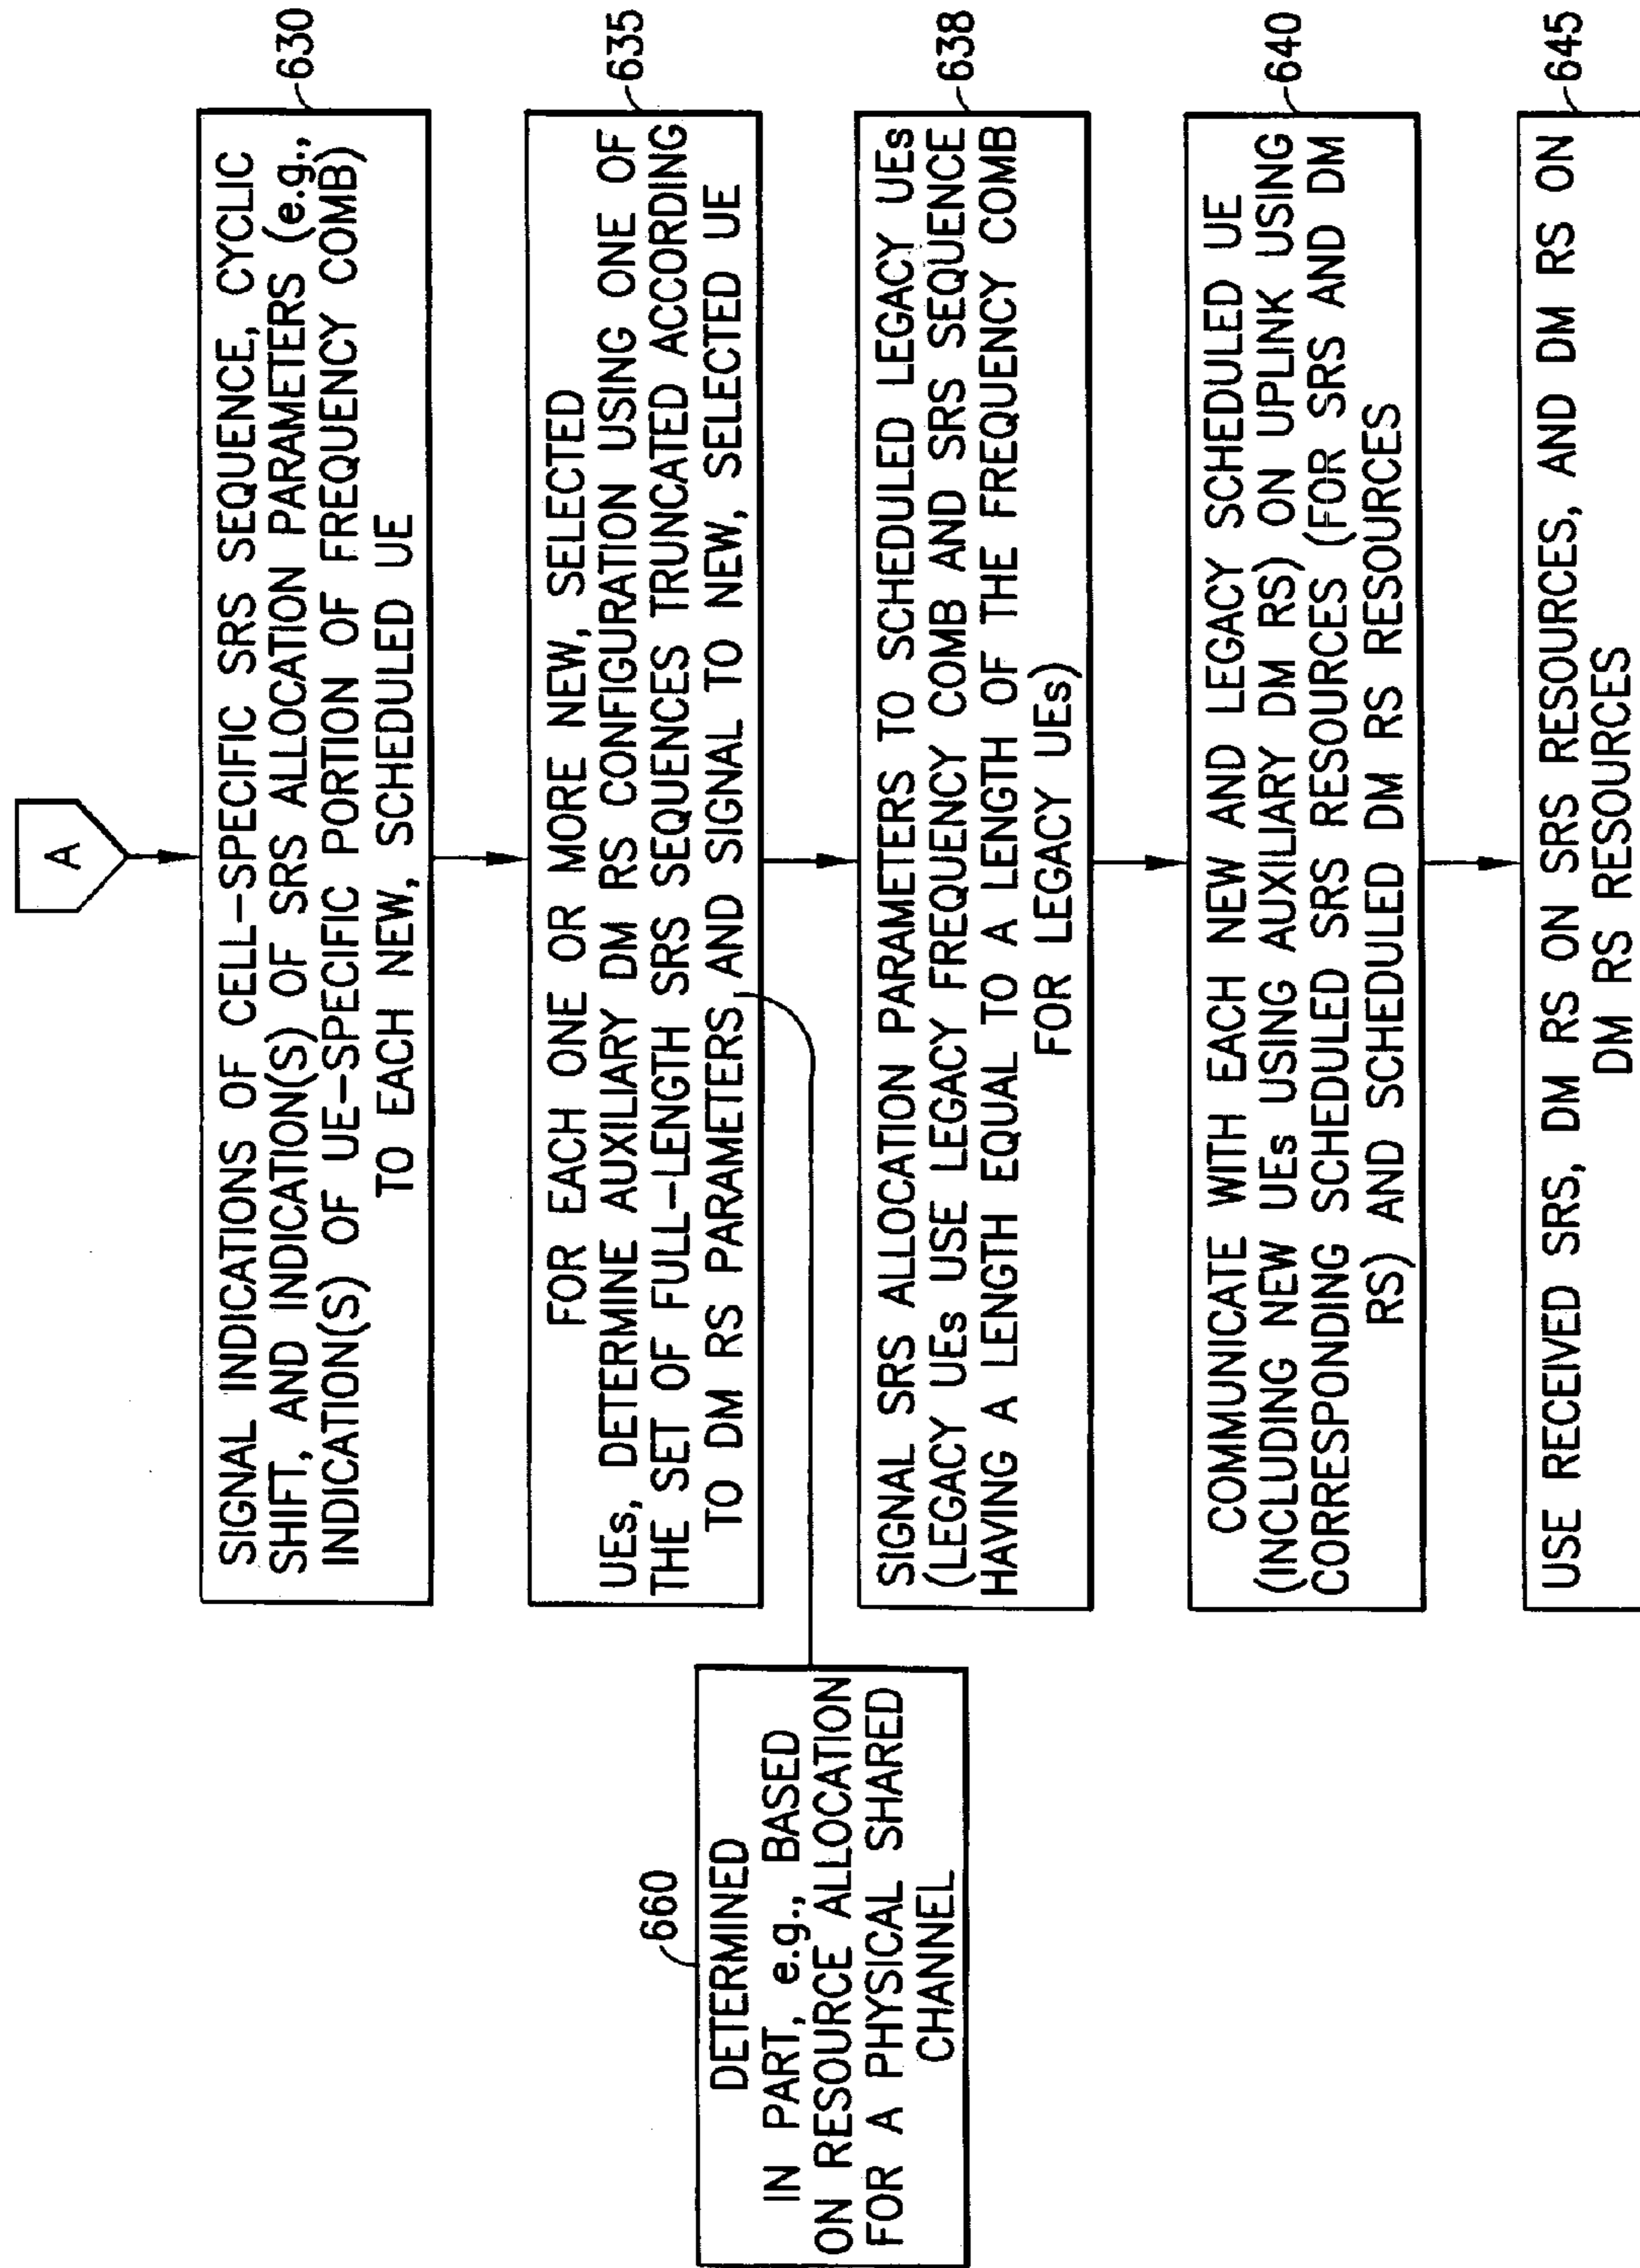 A
630
SIGNAL INDICATIONS OF CELL-SPECIFIC SRS SEQUENCE, CYCLIC
SHIFT, AND INDICATION(S) OF SRS ALLOCATION PARAMETERS (e.g.,
INDICATION(S) OF UE-SPECIFIC PORTION OF FREQUENCY COMB)
TO EACH NEW, SCHEDULED UE
635
FOR EACH ONE OR MORE NEW, SELECTED
UEs, DETERMINE AUXILIARY DM RS CONFIGURATION USING ONE OF
THE SET OF FULL-LENGTH SRS SEQUENCES TRUNCATED ACCORDING
TO DM RS PARAMETERS AND SIGNAL TO NEW, SELECTED UE
660
DETERMINED
IN PART, e.g., BASED
ON RESOURCE ALLOCATION
FOR A PHYSICAL SHARED
CHANNEL
638
SIGNAL SRS ALLOCATION PARAMETERS TO SCHEDULED LEGACY UEs
(LEGACY UEs USE LEGACY FREQUENCY COMB AND SRS SEQUENCE
HAVING A LENGTH EQUAL TO A LENGTH OF THE FREQUENCY COMB
FOR LEGACY UEs)
640
COMMUNICATE WITH EACH NEW AND LEGACY SCHEDULED UE
(INCLUDING NEW UEs USING AUXILIARY DM RS) ON UPLINK USING
CORRESPONDING SCHEDULED SRS RESOURCES (FOR SRS AND DM
RS) AND SCHEDULED DM RS RESOURCES
645
USE RECEIVED SRS, DM RS ON SRS RESOURCES, AND DM RS ON
DM RS RESOURCES